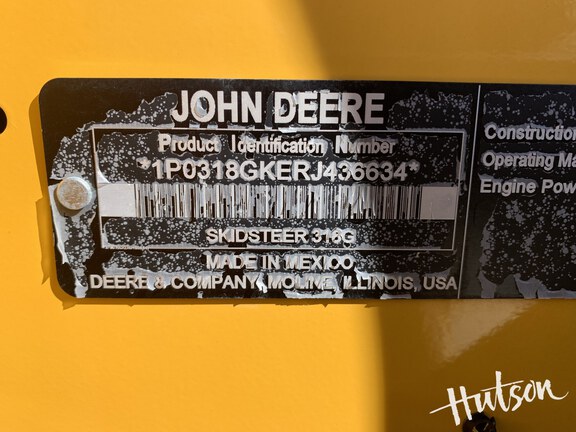 JOHN DEERE
Product Identification Number
*1P0318GKERJ436634*
SKIDSTEER 318G
MADE IN MEXICO
DEERE & COMPANY, MOLINE, ILLINOIS, USA
Construction
Operating Ma
Engine Pow
Hutson